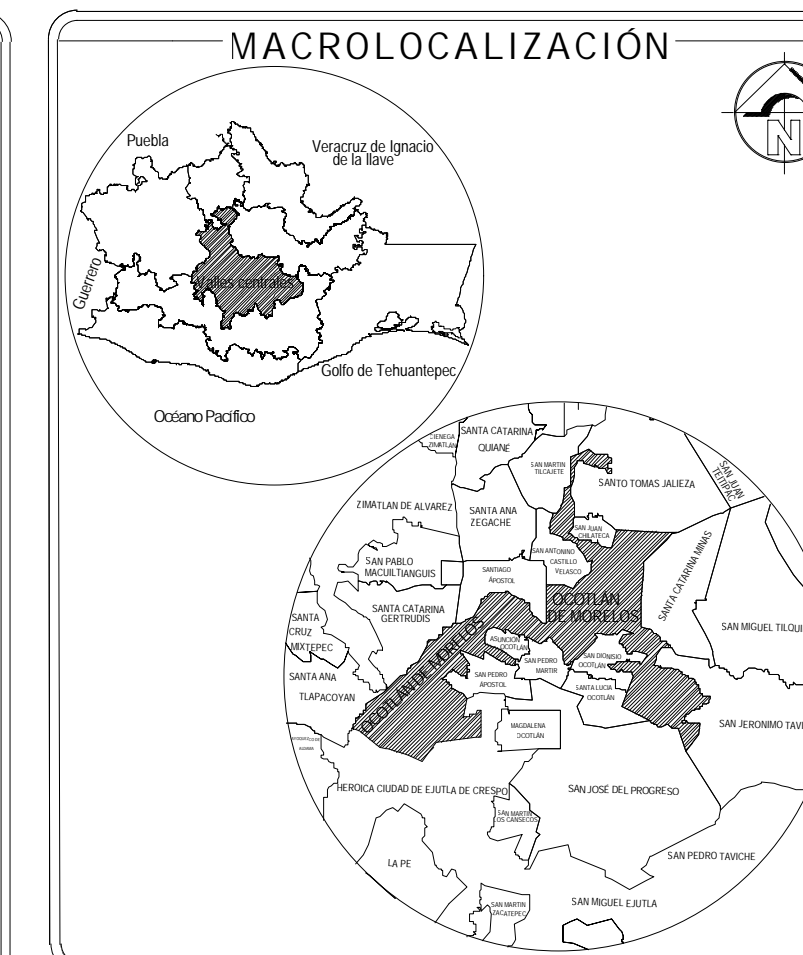 MACROLOCALIZACIÓN
N
Puebla
Veracruz de Ignacio
de la llave
Guerrero
Valles centrales
Golfo de Tehuantepec
Océano Pacífico
CIENEGA
ZIMATLÁN
SANTA CATARINA
QUIANÉ
SAN MARTIN
TILCAJETE
SANTO TOMAS JALIEZA
SAN JUAN
TEITIPAC
ZIMATLAN DE ALVAREZ
SANTA ANA
ZEGACHE
SAN JUAN
CHILATECA
SAN ANTONINO
CASTILLO
VELASCO
SAN PABLO
MACUILTIANGUIS
SANTIAGO
APOSTOL
SANTA CATARINA MINAS
OCOTLÁN
DE MORELOS
SANTA CATARINA
GERTRUDIS
SANTA
CRUZ
MIXTEPEC
OCOTLÁN DE MORELOS
ASUNCIÓN
OCOTLÁN
SAN PEDRO
MARTIR
SAN DIONISIO
OCOTLÁN
SAN MIGUEL TILQUI
SANTA ANA
TLAPACOYAN
SAN PEDRO
APOSTOL
SANTA LUCIA
OCOTLÁN
MAGDALENA
OCOTLÁN
SAN JERONIMO TAVI
HEROICA CIUDAD DE EJUTLA DE CRESPO
SAN JOSÉ DEL PROGRESO
SAN MARTIN
LOS CANSECOS
LA PE
SAN PEDRO TAVICHE
SAN MARTIN
ZACATEPEC
SAN MIGUEL EJUTLA